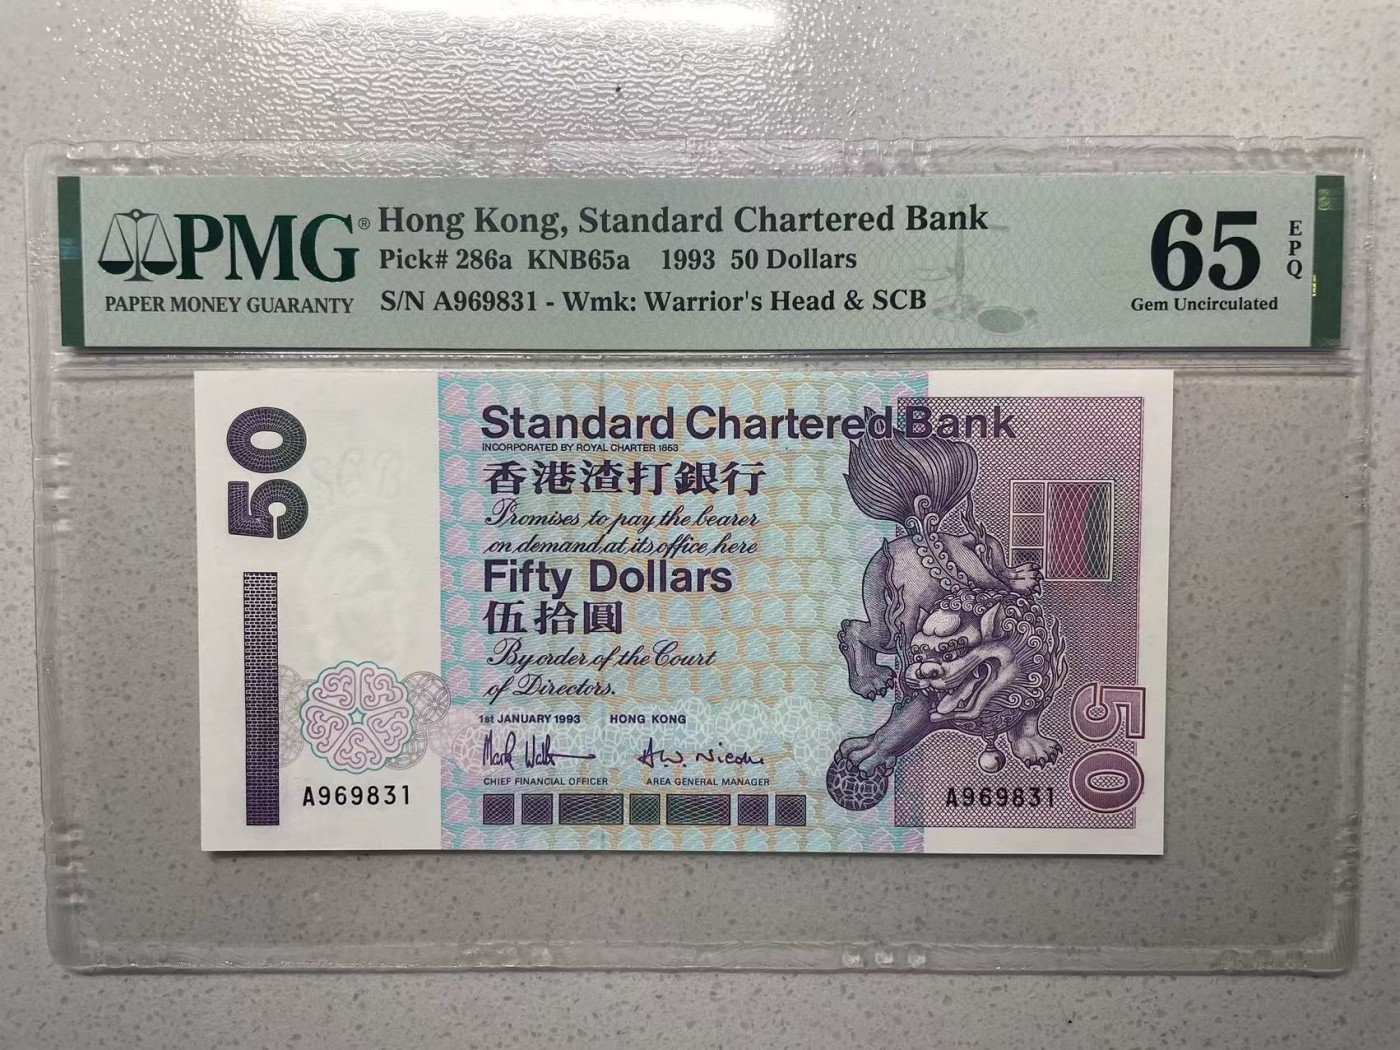 PMG®
PAPER MONEY GUARANTY
Hong Kong, Standard Chartered Bank
Pick# 286a KNB65a 1993 50 Dollars
S/N A969831 - Wmk: Warrior's Head & SCB
65
EPQ
Gem Uncirculated
50
Standard Chartered Bank
INCORPORATED BY ROYAL CHARTER 1853
香港渣打銀行
Promises to pay the bearer
on demand at its office here
Fifty Dollars
伍拾圓
By order of the Court
of Directors.
1st JANUARY 1993 HONG KONG
CHIEF FINANCIAL OFFICER AREA GENERAL MANAGER
A969831
A969831
50
SCB